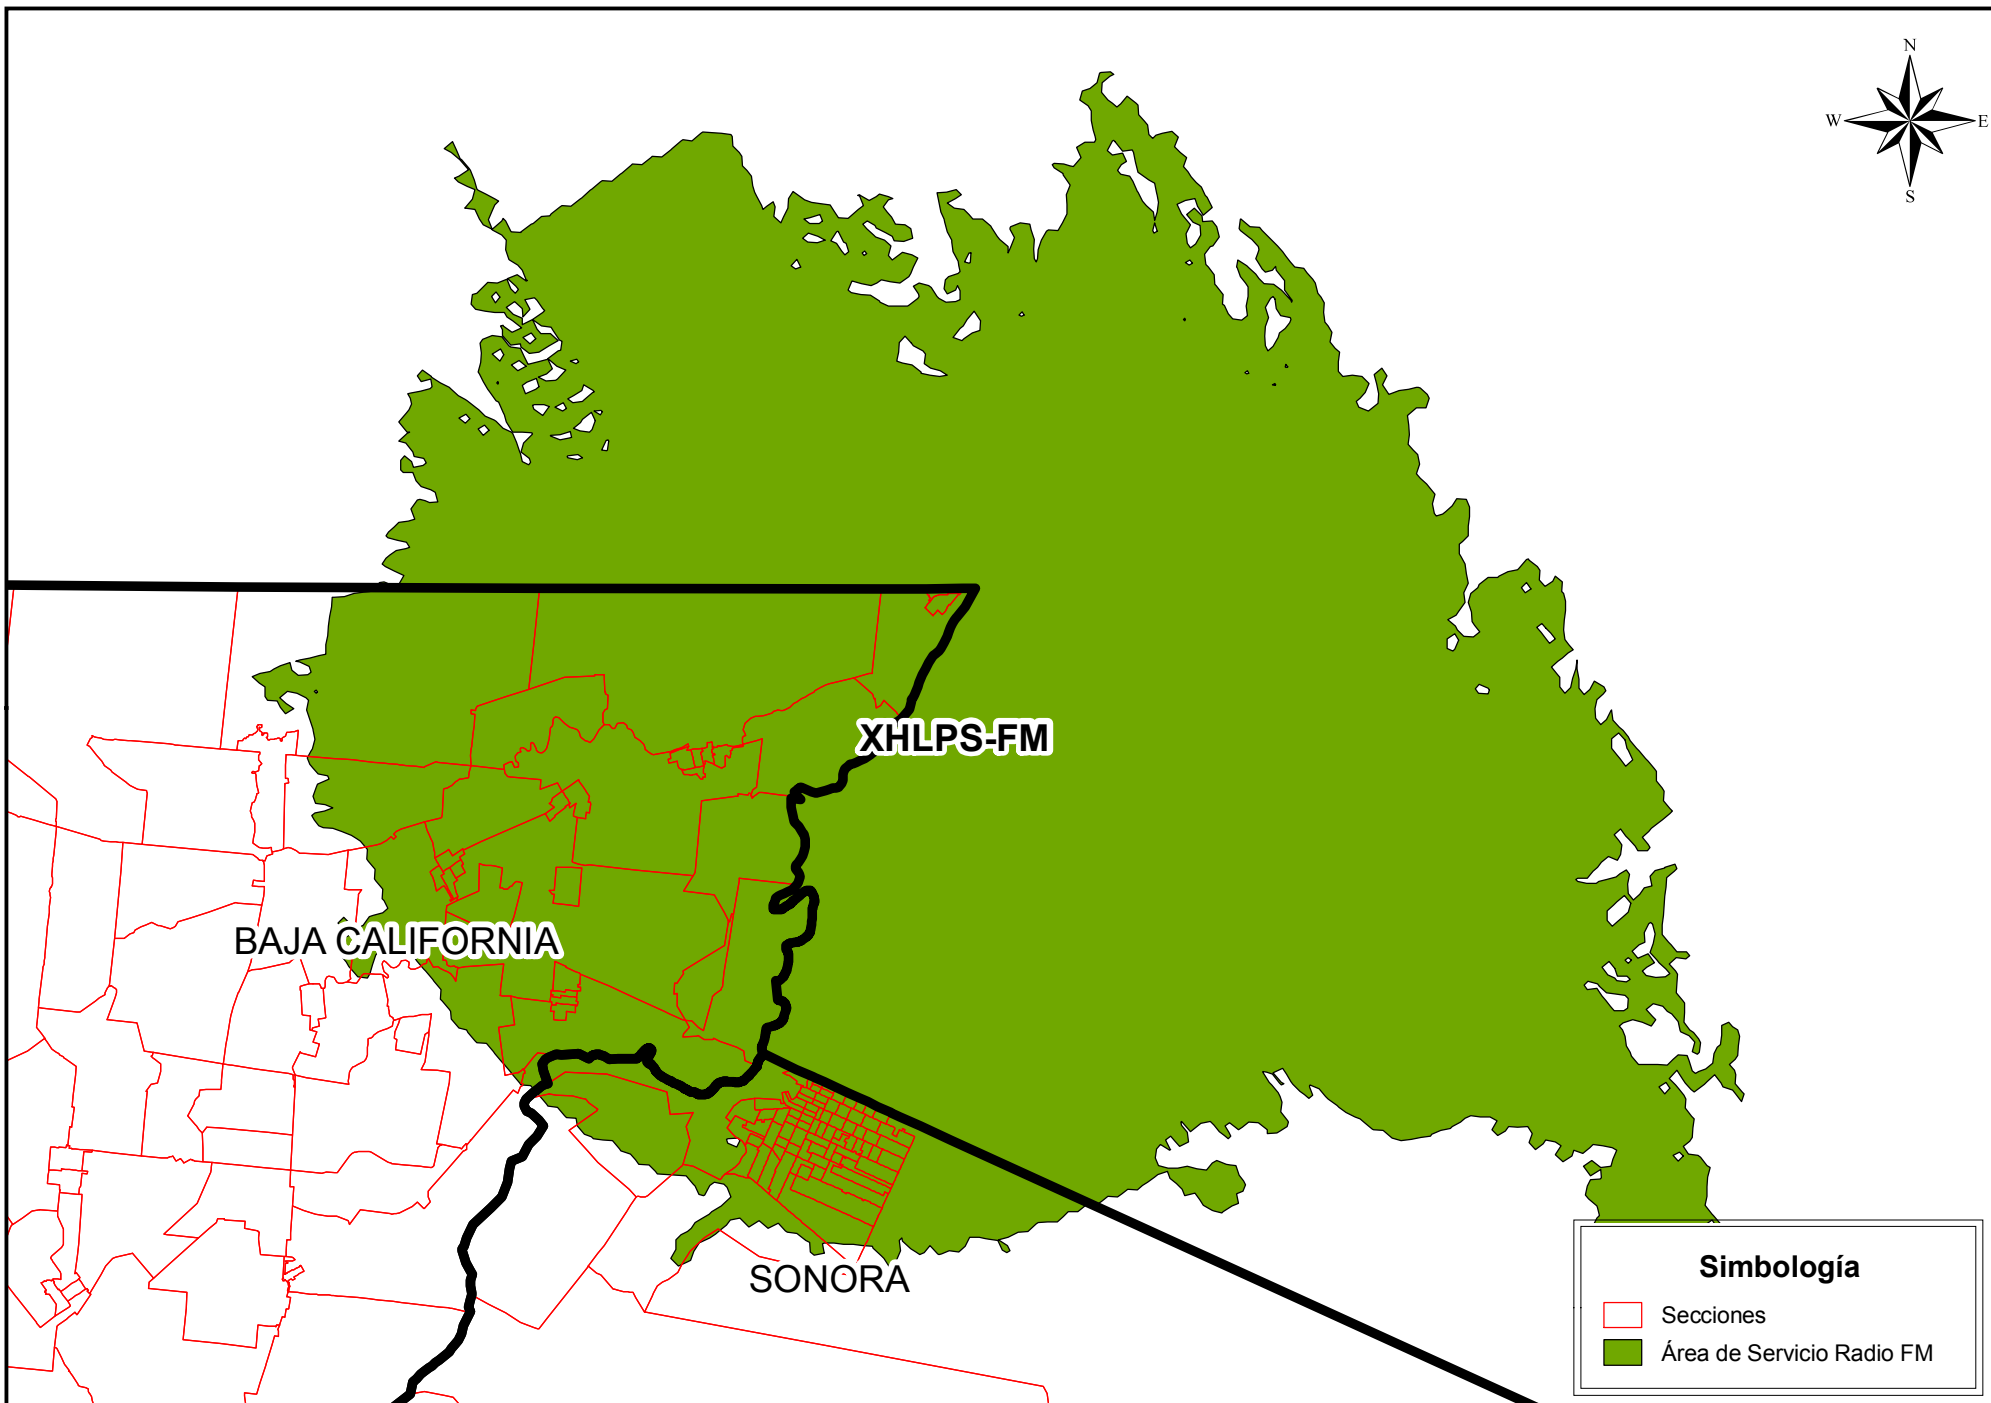 N
W
E
S
XHLPS-FM
BAJA CALIFORNIA
SONORA
Simbología
Secciones
Área de Servicio Radio FM